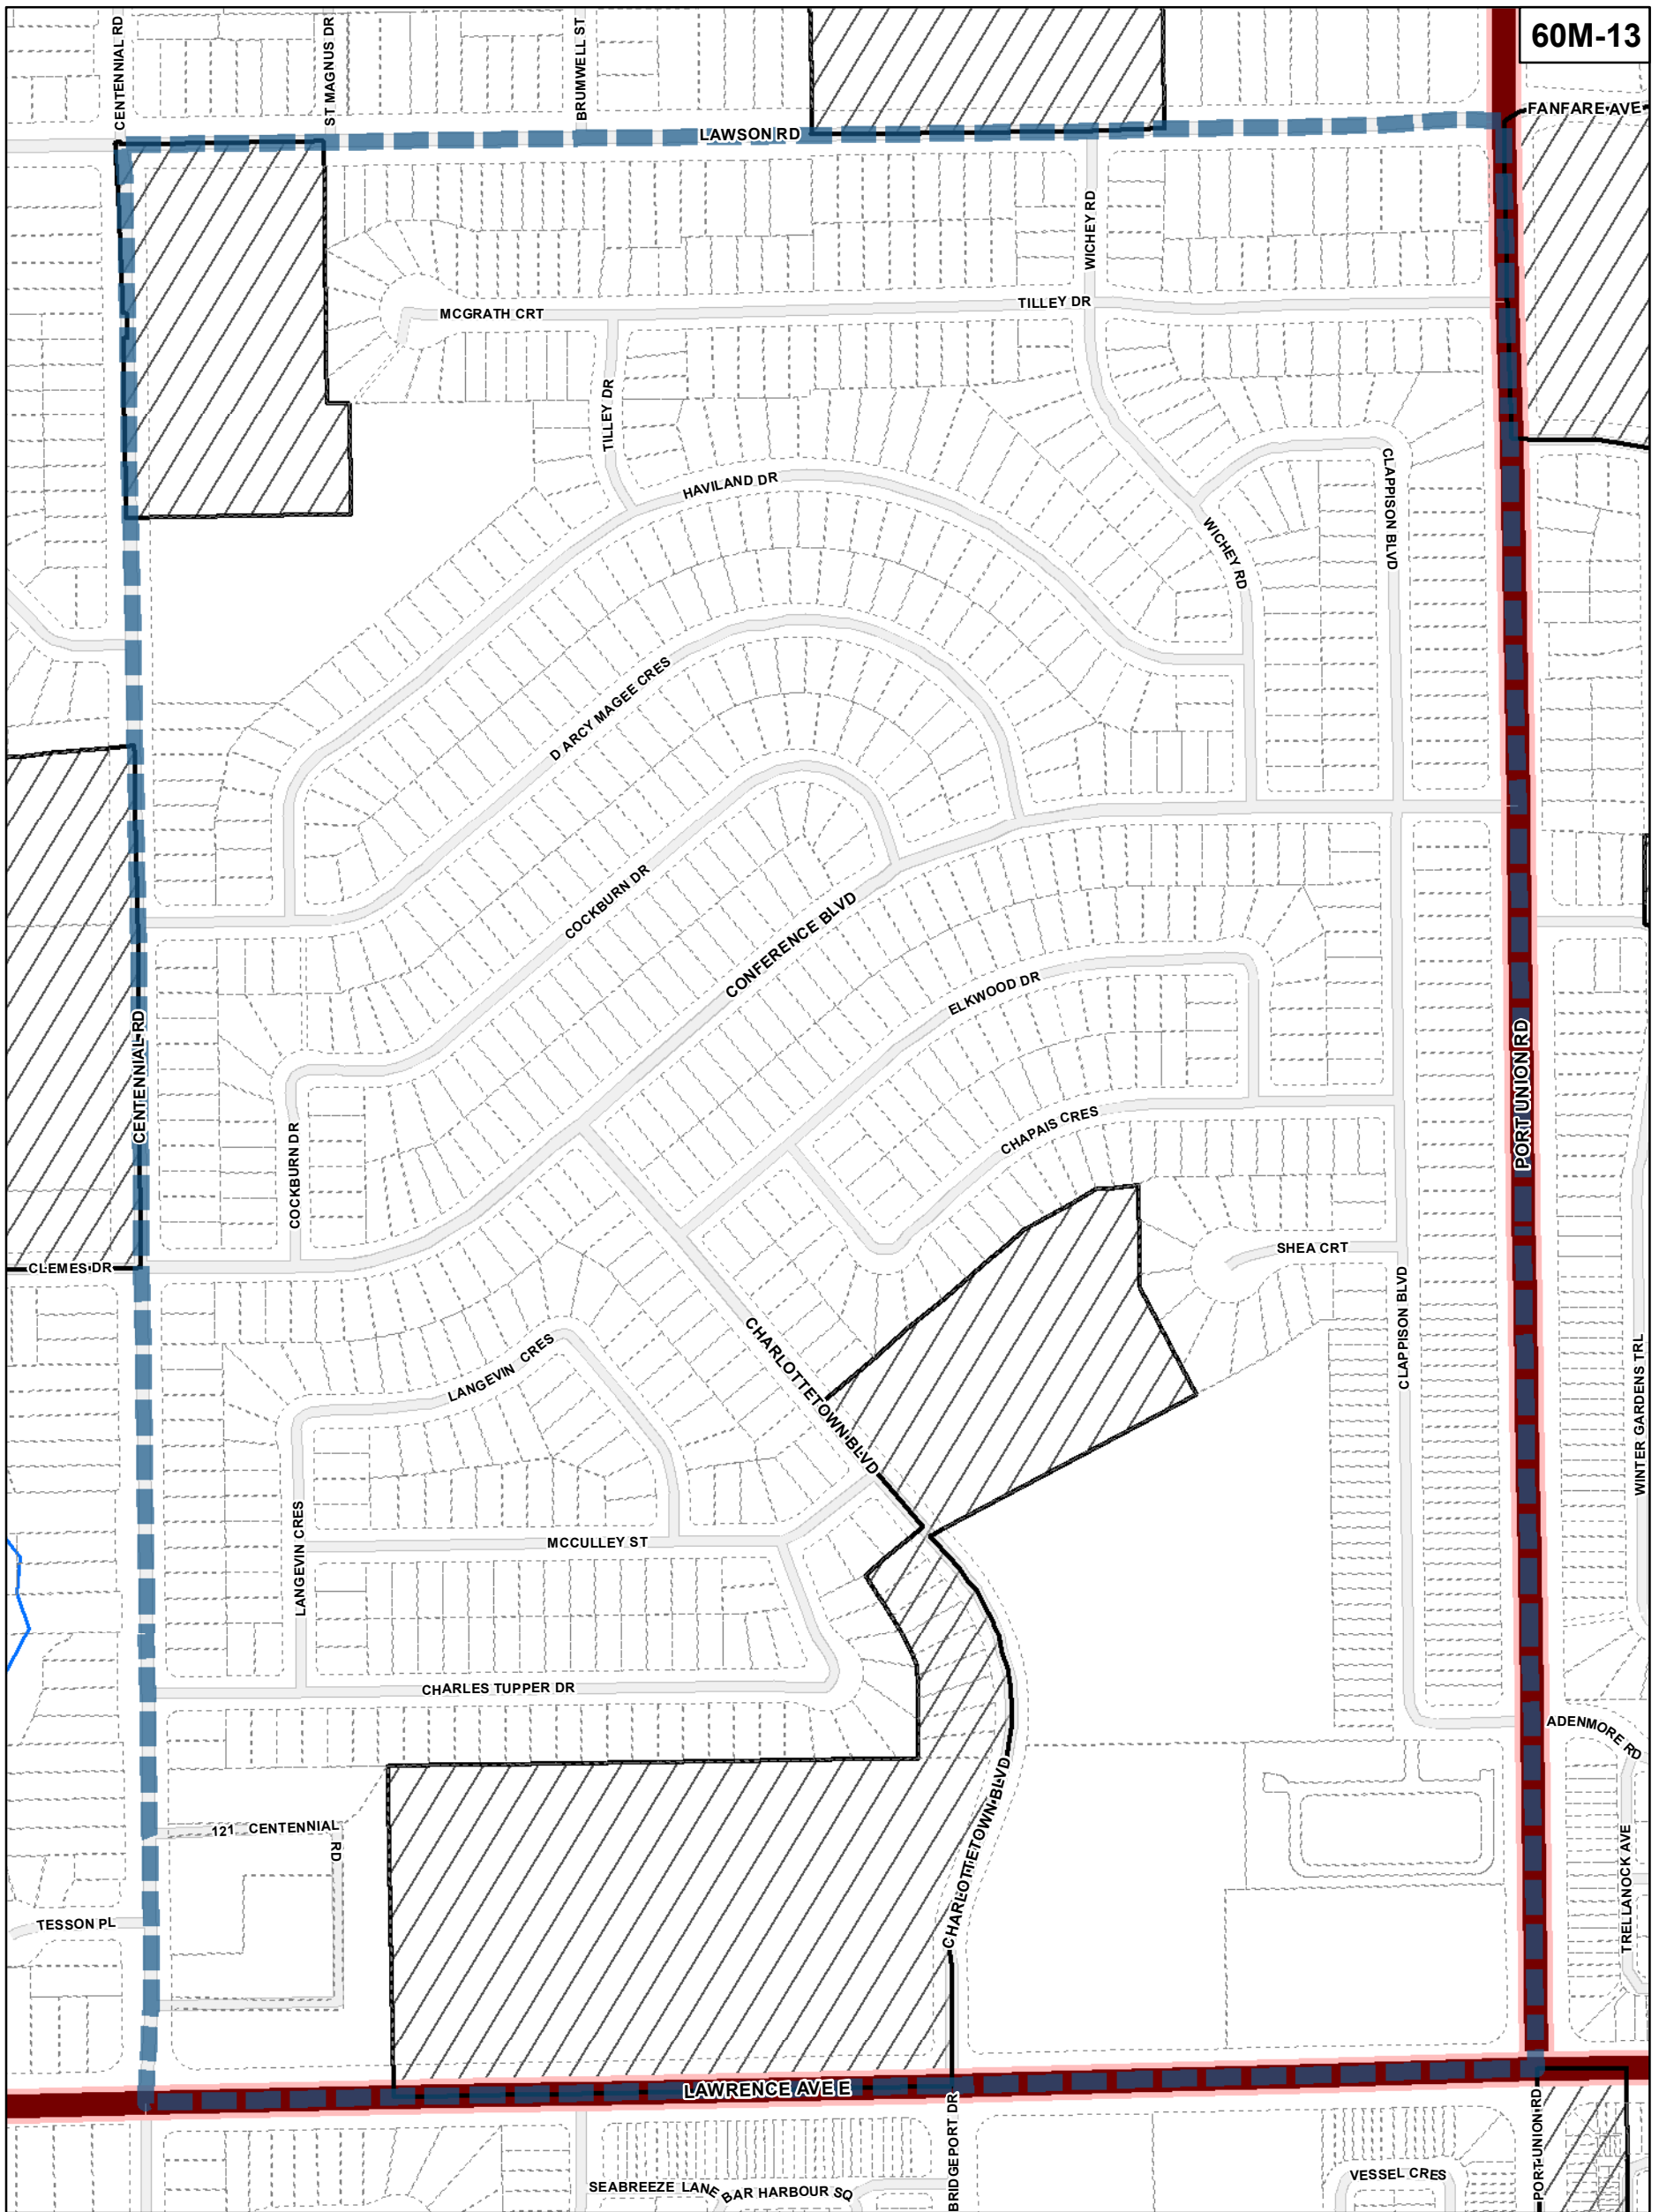 60M-13
CENTENNIAL RD
ST MAGNUS DR
BRUMWELL ST
FANFARE AVE
LAWSON RD
WICHEY RD
TILLEY DR
MCGRATH CRT
TILLEY DR
HAVILAND DR
CLAPPISON BLVD
WICHEY RD
D ARCY MAGEE CRES
COCKBURN DR
CONFERENCE BLVD
ELKWOOD DR
CENTENNIAL RD
PORT UNION RD
CHAPAIS CRES
COCKBURN DR
SHEA CRT
CLEMES DR
CLAPPISON BLVD
CHARLOTTETOWN BLVD
LANGEVIN CRES
WINTER GARDENS TRL
LANGEVIN CRES
MCCULLEY ST
CHARLES TUPPER DR
ADENMORE RD
CHARLOTTETOWN BLVD
121 CENTENNIAL RD
TRELLANOCK AVE
TESSON PL
LAWRENCE AVE E
BRIDGEPORT DR
PORT UNION RD
VESSEL CRES
SEABREEZE LANE
BAR HARBOUR SQ